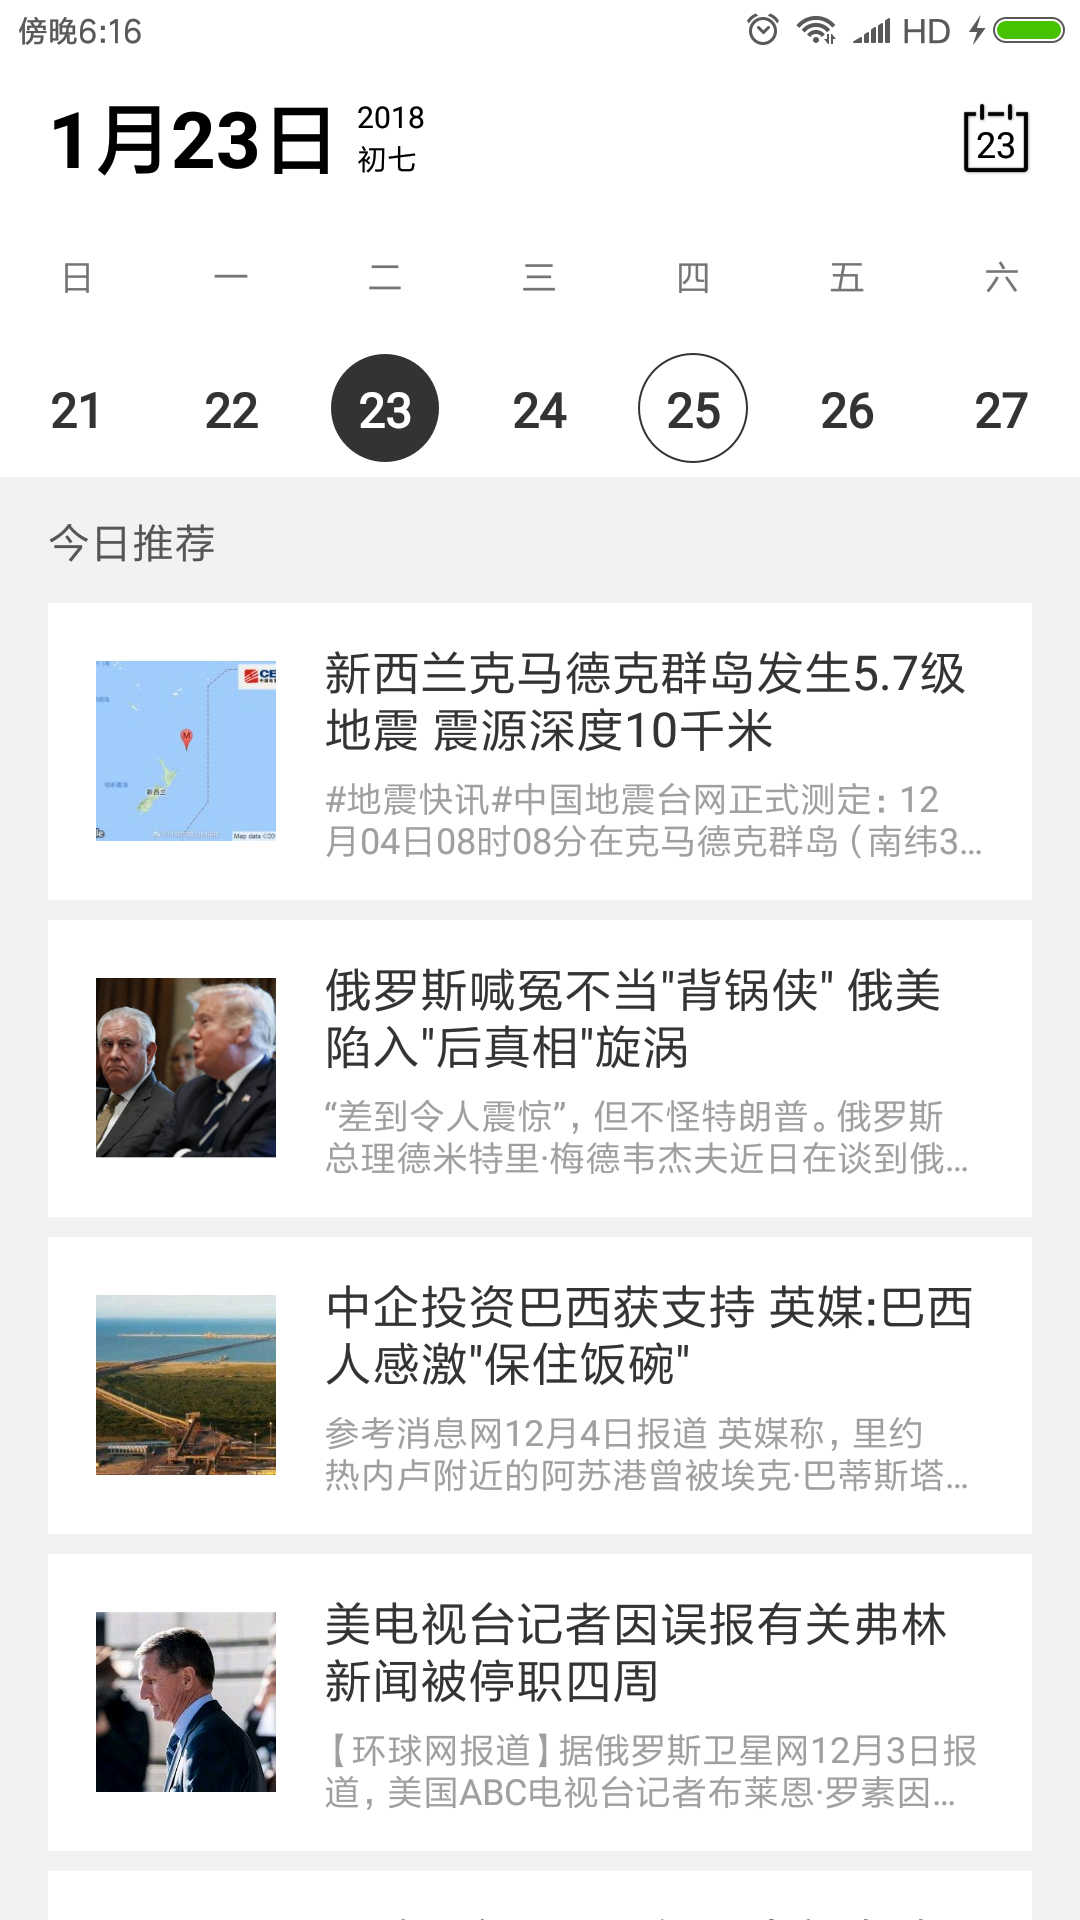 傍晚6:16
HD
1月23日
2018
初七
23
日 一 二 三 四 五 六
21 22 23 24 25 26 27
今日推荐
新西兰克马德克群岛发生5.7级
地震 震源深度10千米
#地震快讯#中国地震台网正式测定：12
月04日08时08分在克马德克群岛（南纬3…
M
新西兰
Map data ©20
俄罗斯喊冤不当"背锅侠" 俄美
陷入"后真相"旋涡
“差到令人震惊”，但不怪特朗普。俄罗斯
总理德米特里·梅德韦杰夫近日在谈到俄…
中企投资巴西获支持 英媒:巴西
人感激"保住饭碗"
参考消息网12月4日报道 英媒称，里约
热内卢附近的阿苏港曾被埃克·巴蒂斯塔…
美电视台记者因误报有关弗林
新闻被停职四周
【环球网报道】据俄罗斯卫星网12月3日报
道，美国ABC电视台记者布莱恩·罗素因…